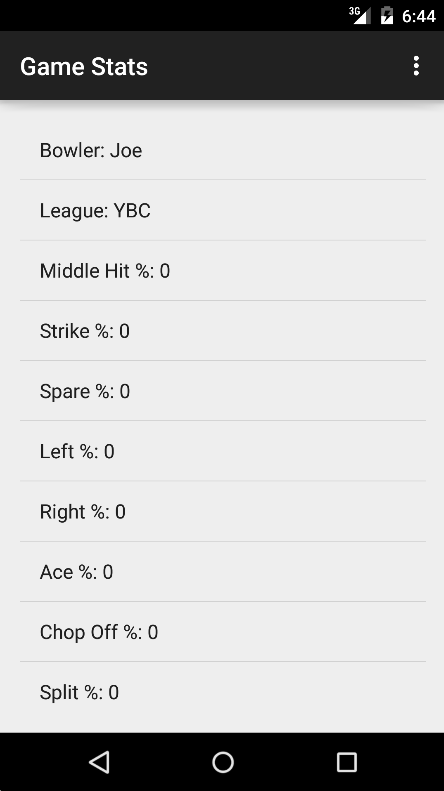 3G 6:44
Game Stats
Bowler: Joe
League: YBC
Middle Hit %: 0
Strike %: 0
Spare %: 0
Left %: 0
Right %: 0
Ace %: 0
Chop Off %: 0
Split %: 0